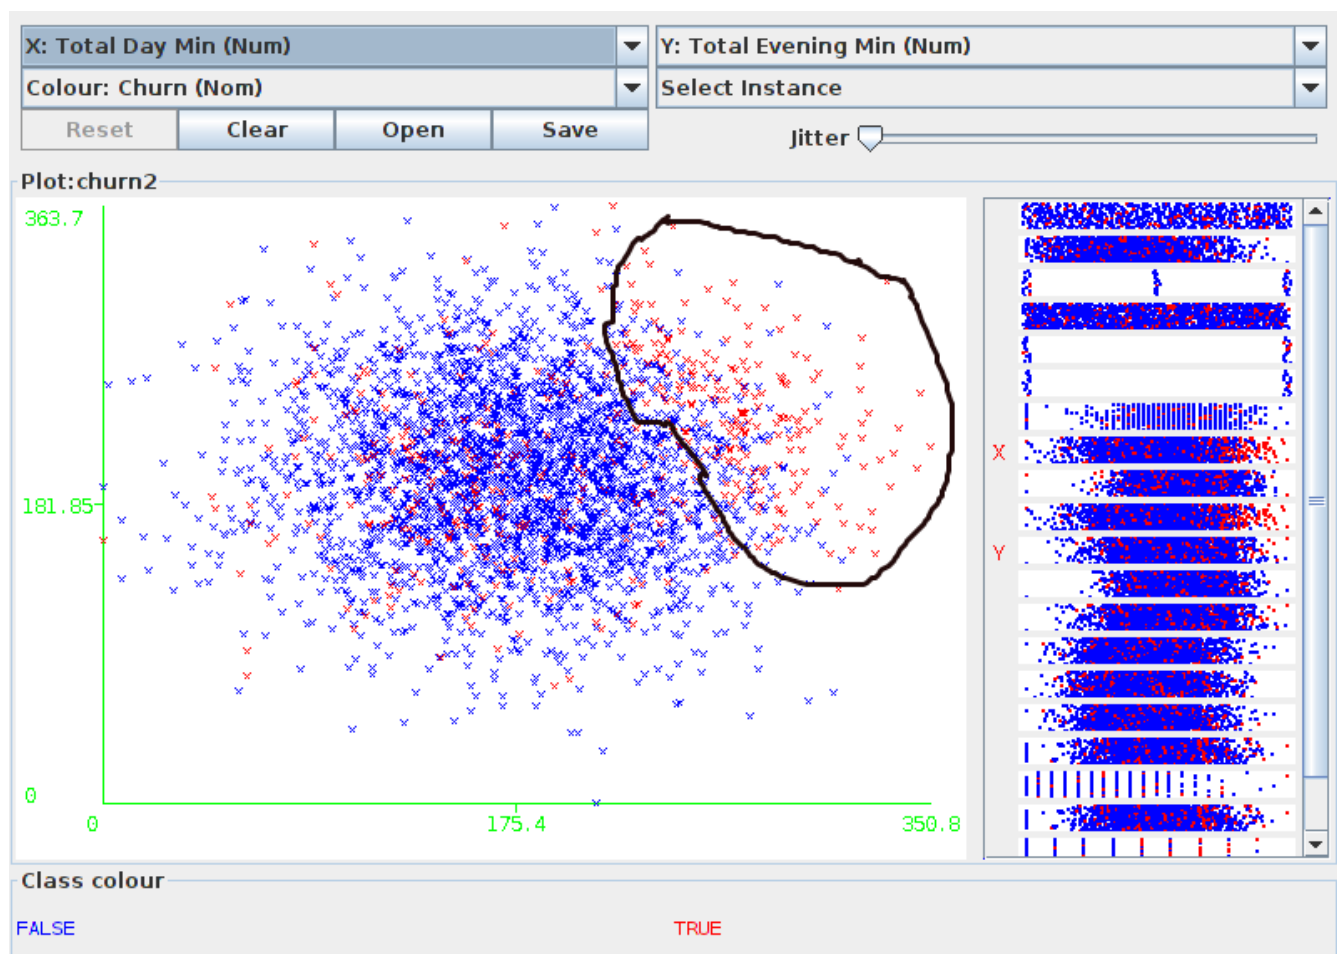 X: Total Day Min (Num) Y: Total Evening Min (Num)
Colour: Churn (Nom) Select Instance
Reset Clear Open Save Jitter
Plot:churn2
363.7
X
181.85
Y
0
0 175.4 350.8
Class colour
FALSE TRUE